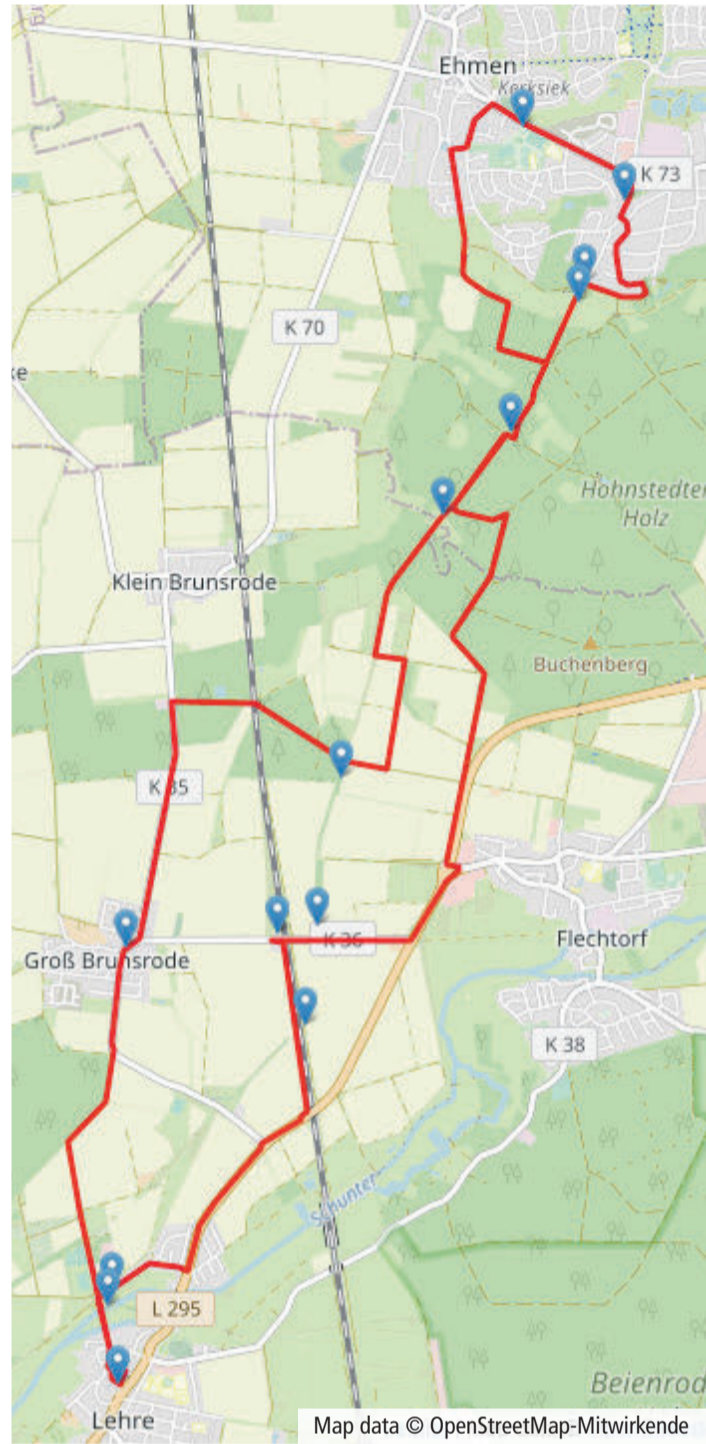 Ehmen
Kerksiek
K 73
K 70
ke
Hohnstedter
Holz
Klein Brunsrode
Buchenberg
K 35
K 36
Groß Brunsrode
Flechtorf
K 38
Schunter
L 295
Beienrod
Lehre
Map data © OpenStreetMap-Mitwirkende